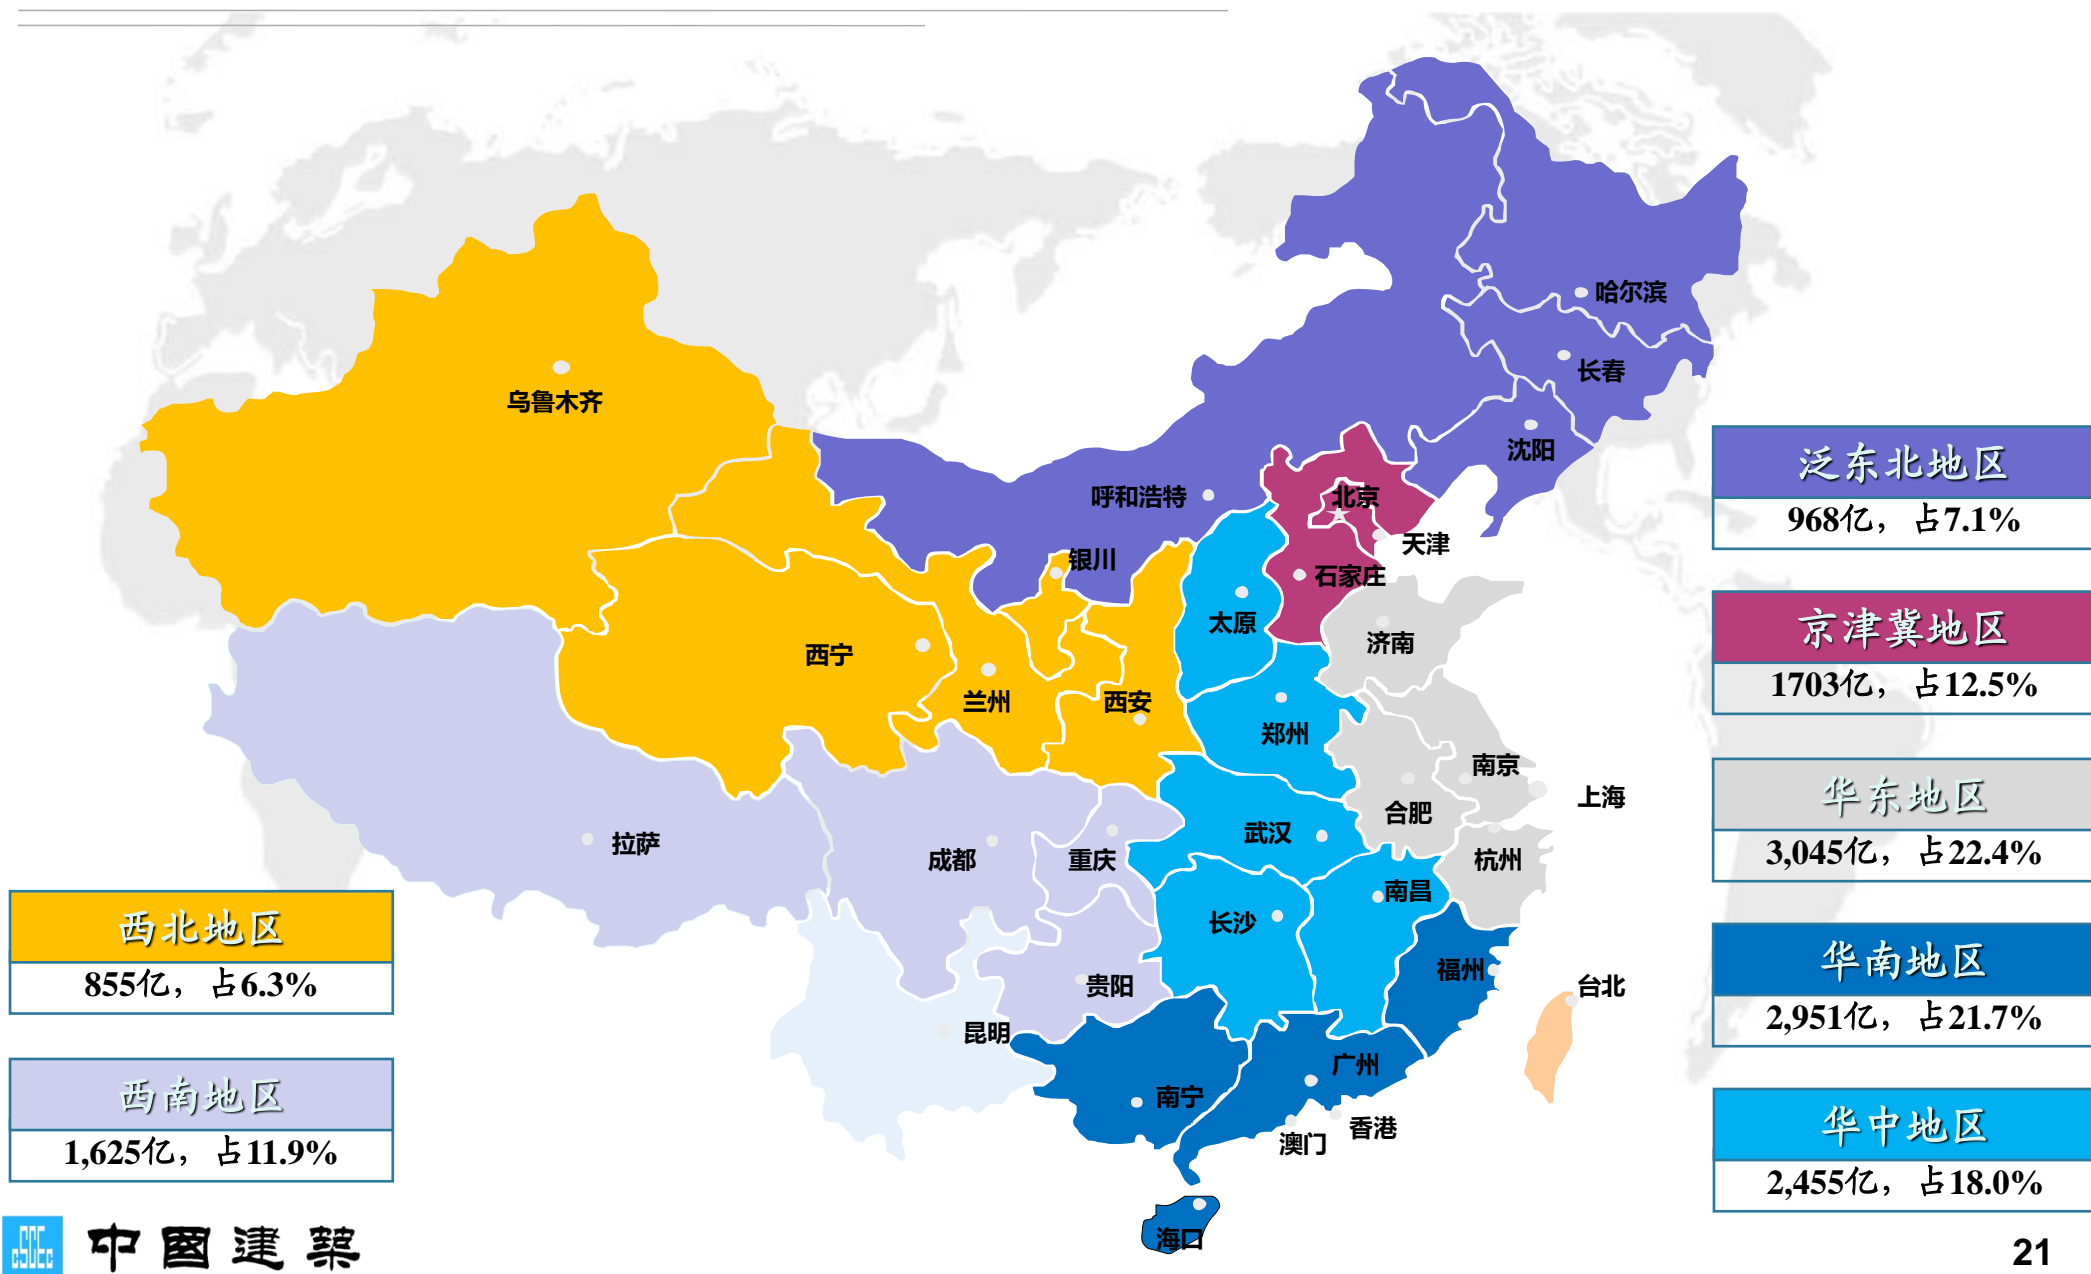 哈尔滨
长春
乌鲁木齐
沈阳
呼和浩特
北京
天津
银川
石家庄
太原
济南
西宁
兰州
西安
郑州
南京
上海
合肥
武汉
拉萨
成都
重庆
杭州
南昌
长沙
福州
贵阳
台北
昆明
广州
南宁
香港
澳门
海口
泛东北地区
968亿，占7.1%
京津冀地区
1703亿，占12.5%
华东地区
3,045亿，占22.4%
华南地区
2,951亿，占21.7%
华中地区
2,455亿，占18.0%
西北地区
855亿，占6.3%
西南地区
1,625亿，占11.9%
CSCEC
中國建築
21